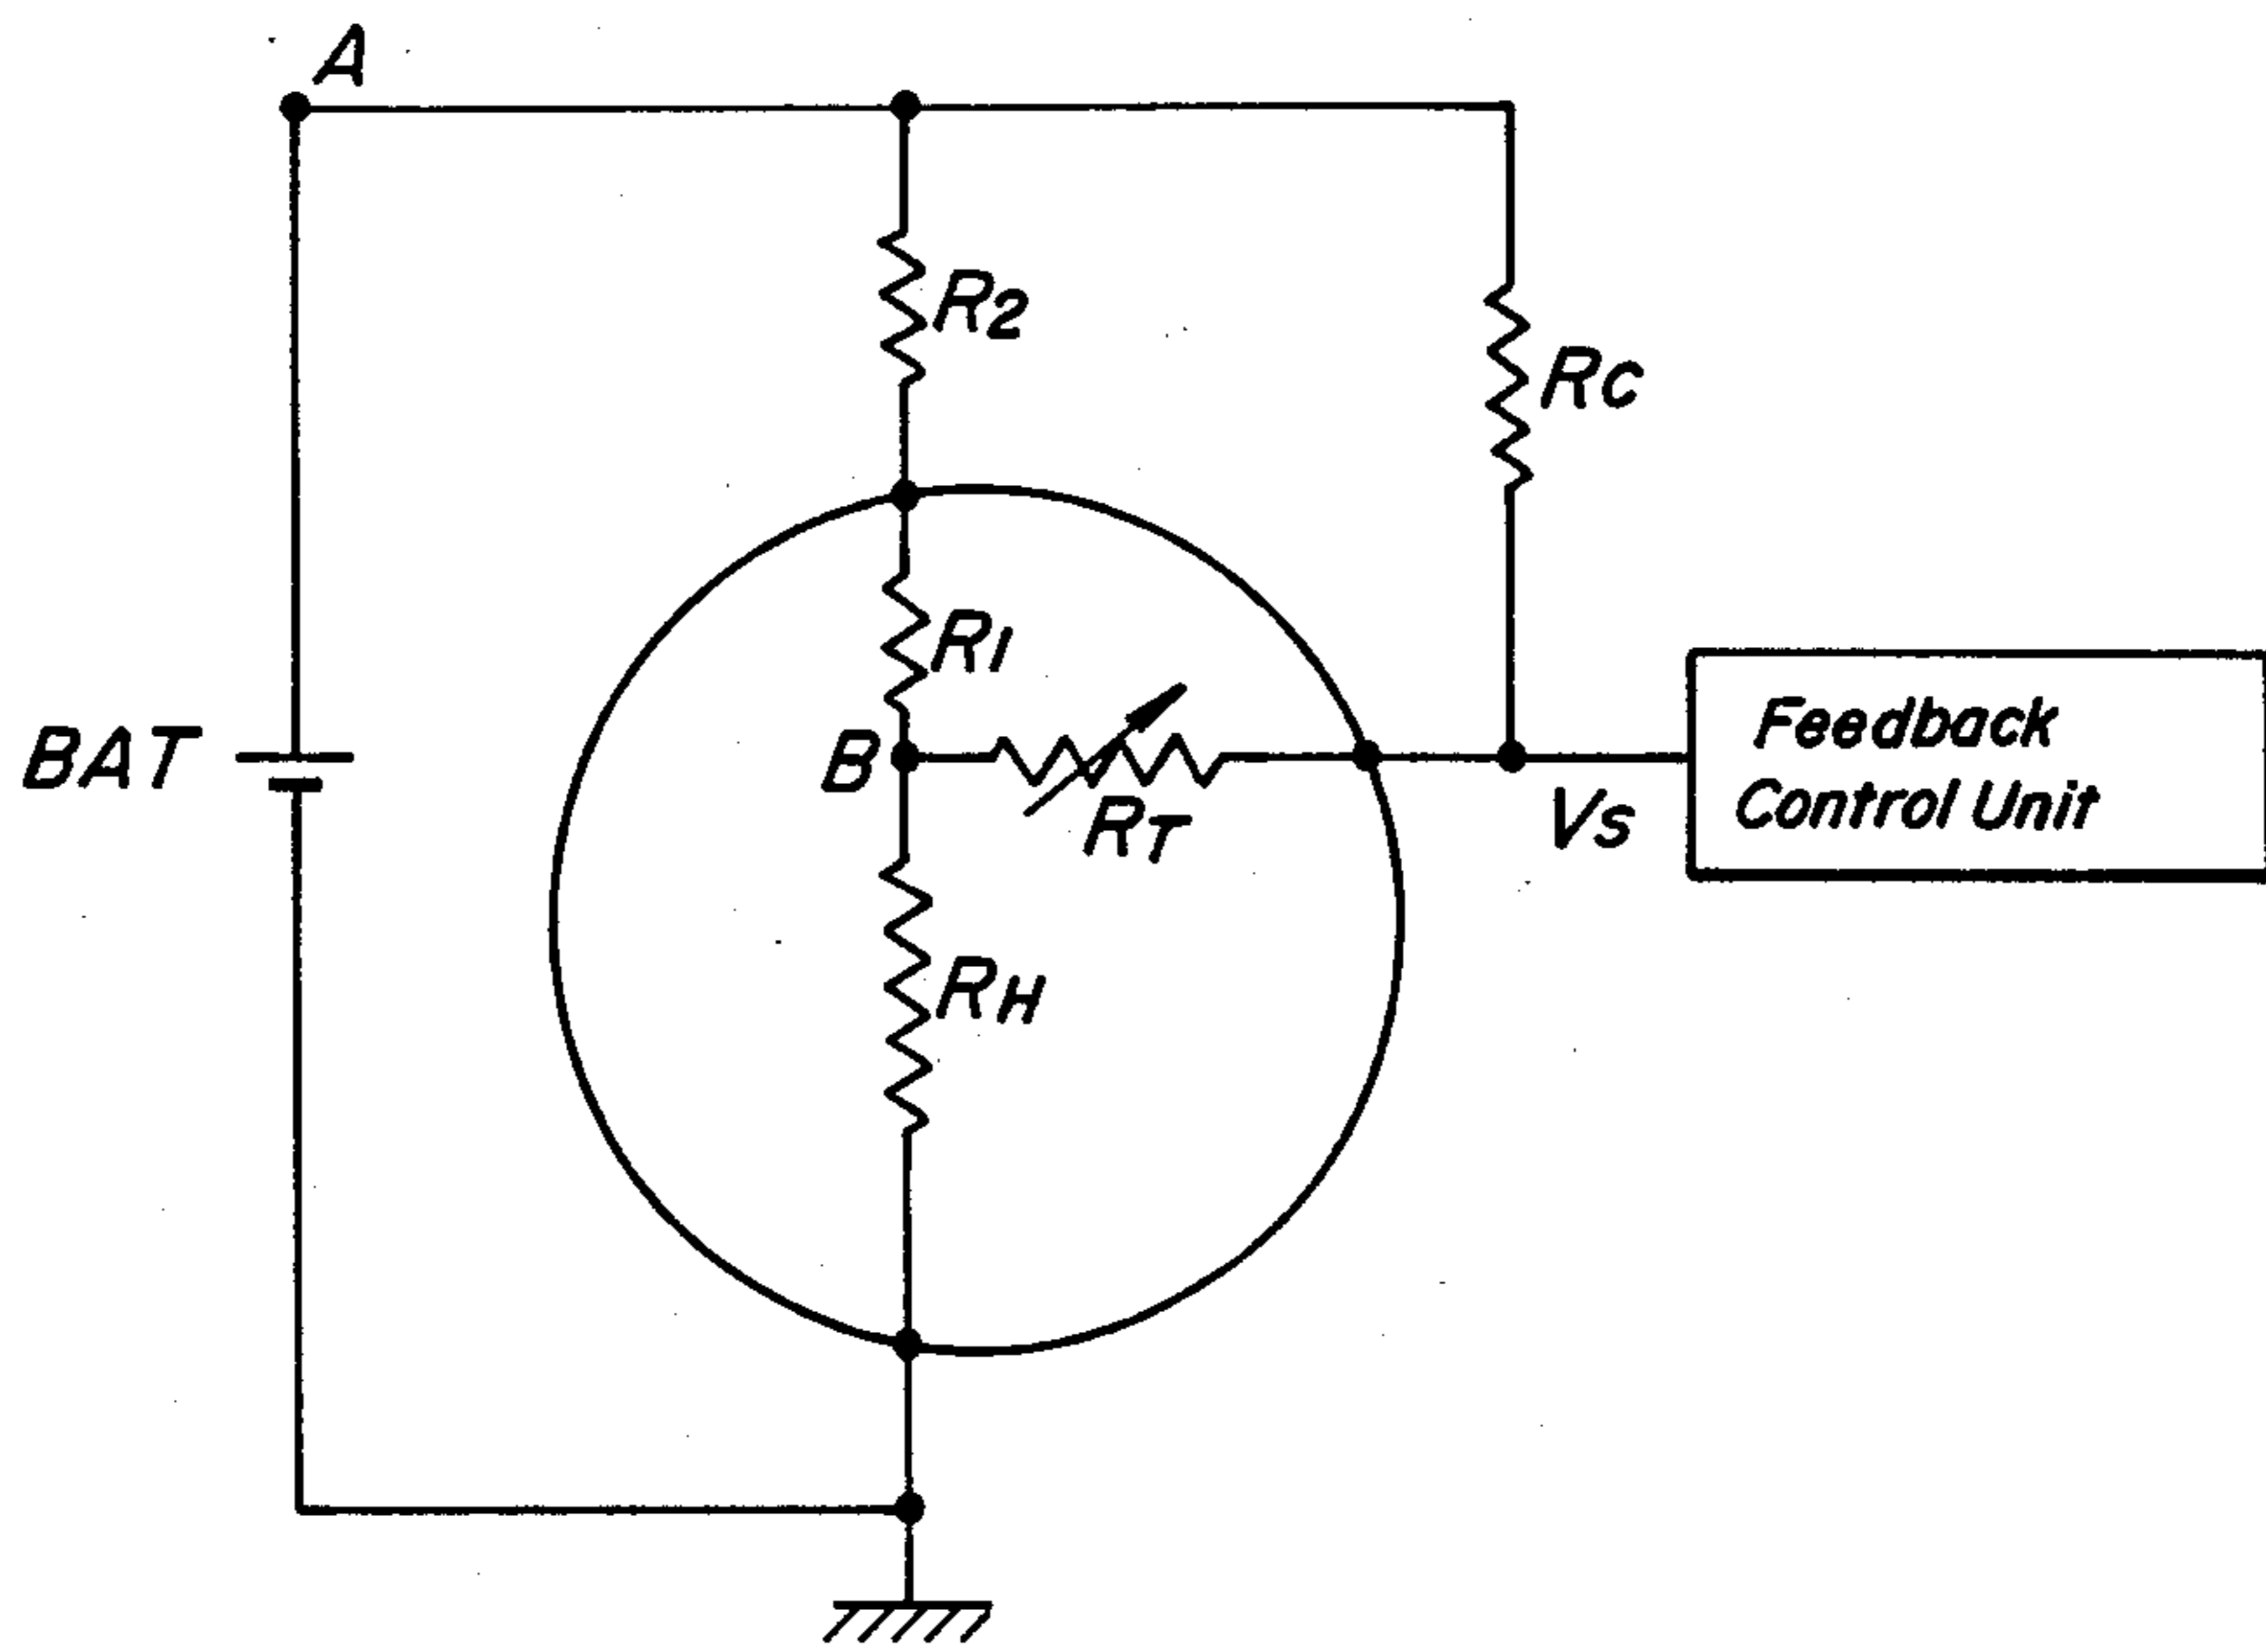 A
R2
RC
R1
BAT
B
RT
Vs
Feedback
Control Unit
RH